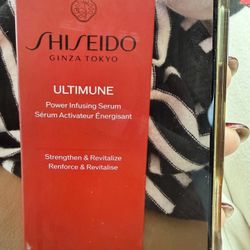 SHISEIDO
GINZA TOKYO
ULTIMUNE
Power Infusing Serum
Sérum Activateur Énergisant
Strengthen & Revitalize
Renforce & Revitalise